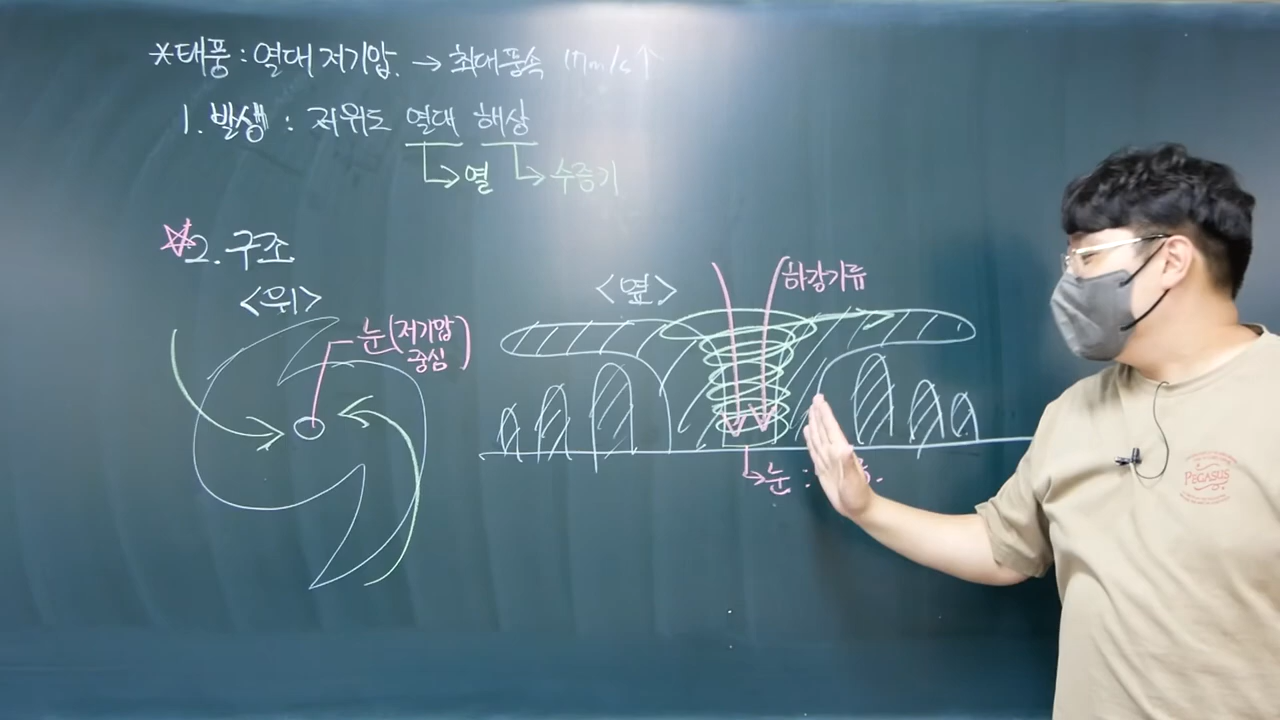 *태풍 : 열대 저기압. → 최대풍속 17m/s↑
1. 발생 : 저위도 열대 해상
↳열 ↳수증기
☆2. 구조
<위>
눈(저기압 중심)
<옆>
하강기류
↳눈 :
PEGASUS